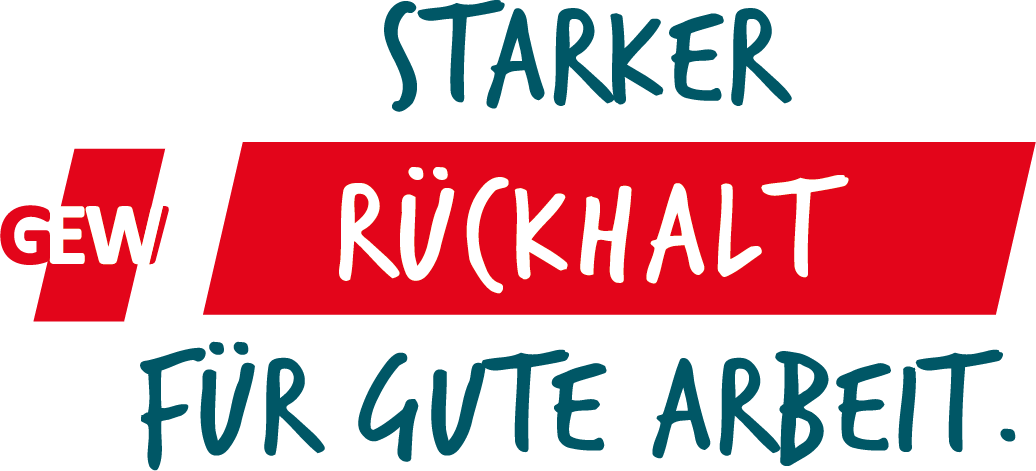 STARKER
GEW
RÜCKHALT
FÜR GUTE ARBEIT.